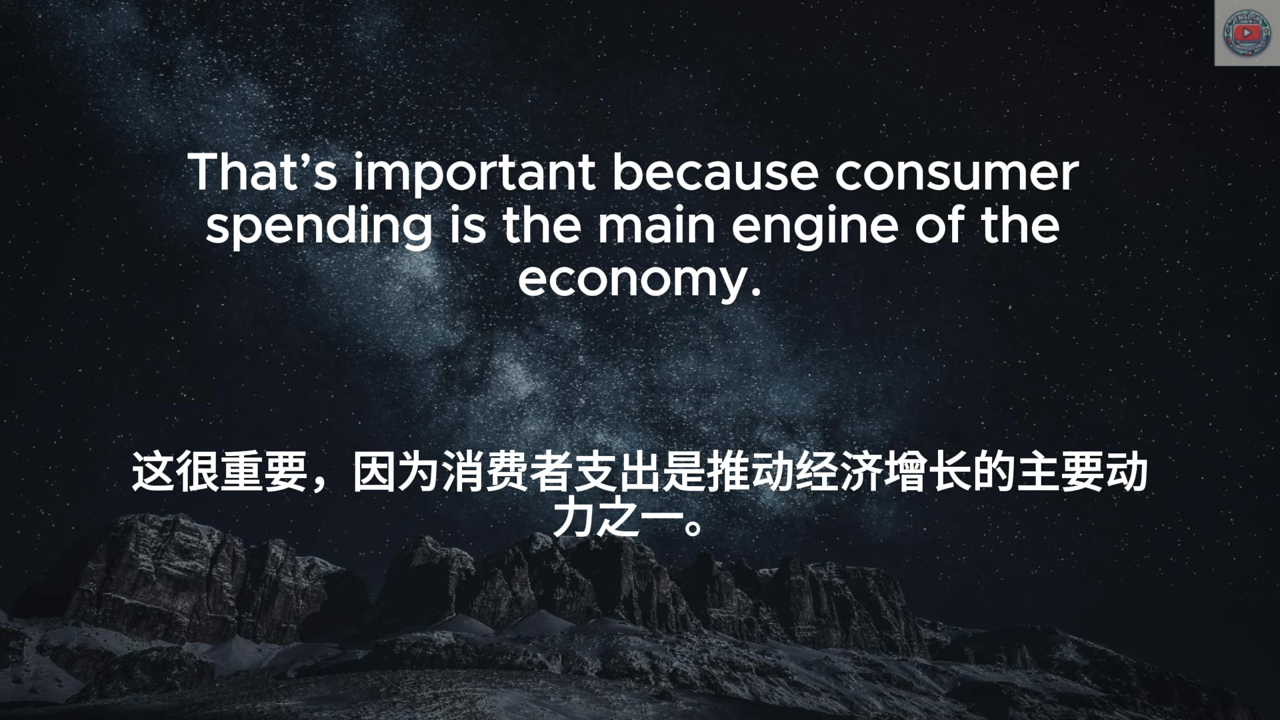 That’s important because consumer
spending is the main engine of the
economy.
这很重要，因为消费者支出是推动经济增长的主要动
力之一。